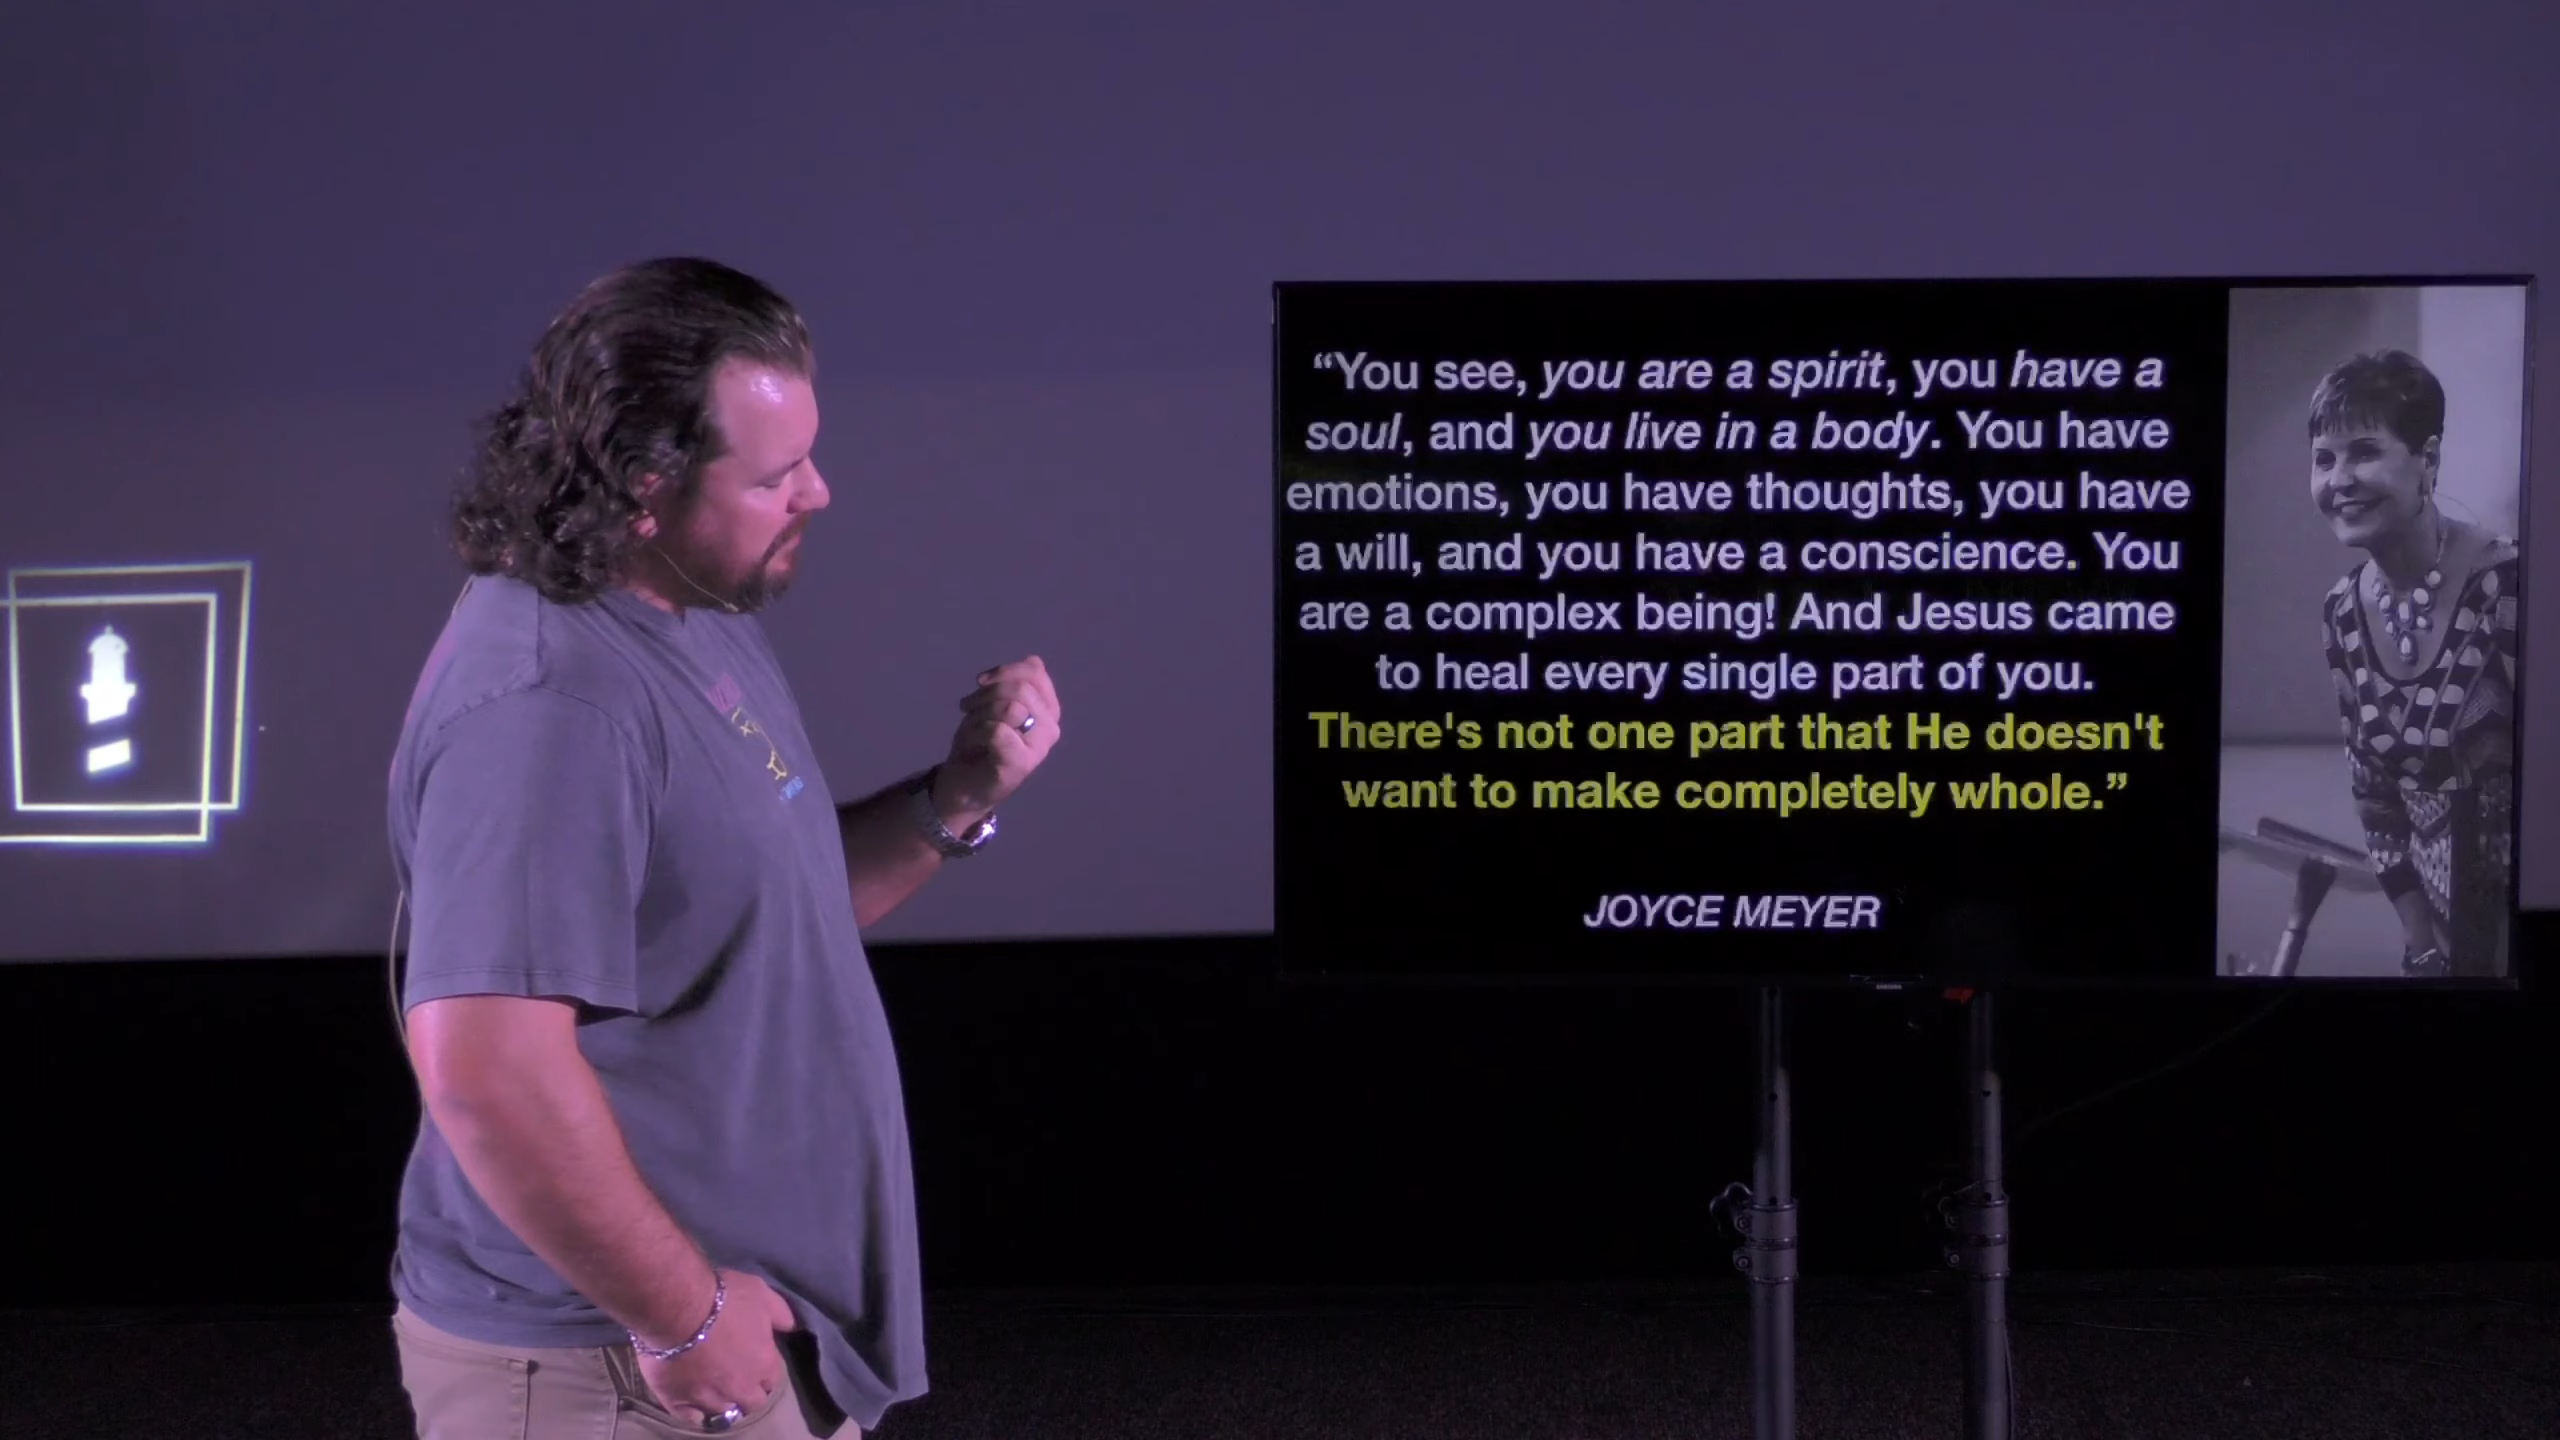 “You see, you are a spirit, you have a
soul, and you live in a body. You have
emotions, you have thoughts, you have
a will, and you have a conscience. You
are a complex being! And Jesus came
to heal every single part of you.
There's not one part that He doesn't
want to make completely whole.”
JOYCE MEYER
SAMSUNG